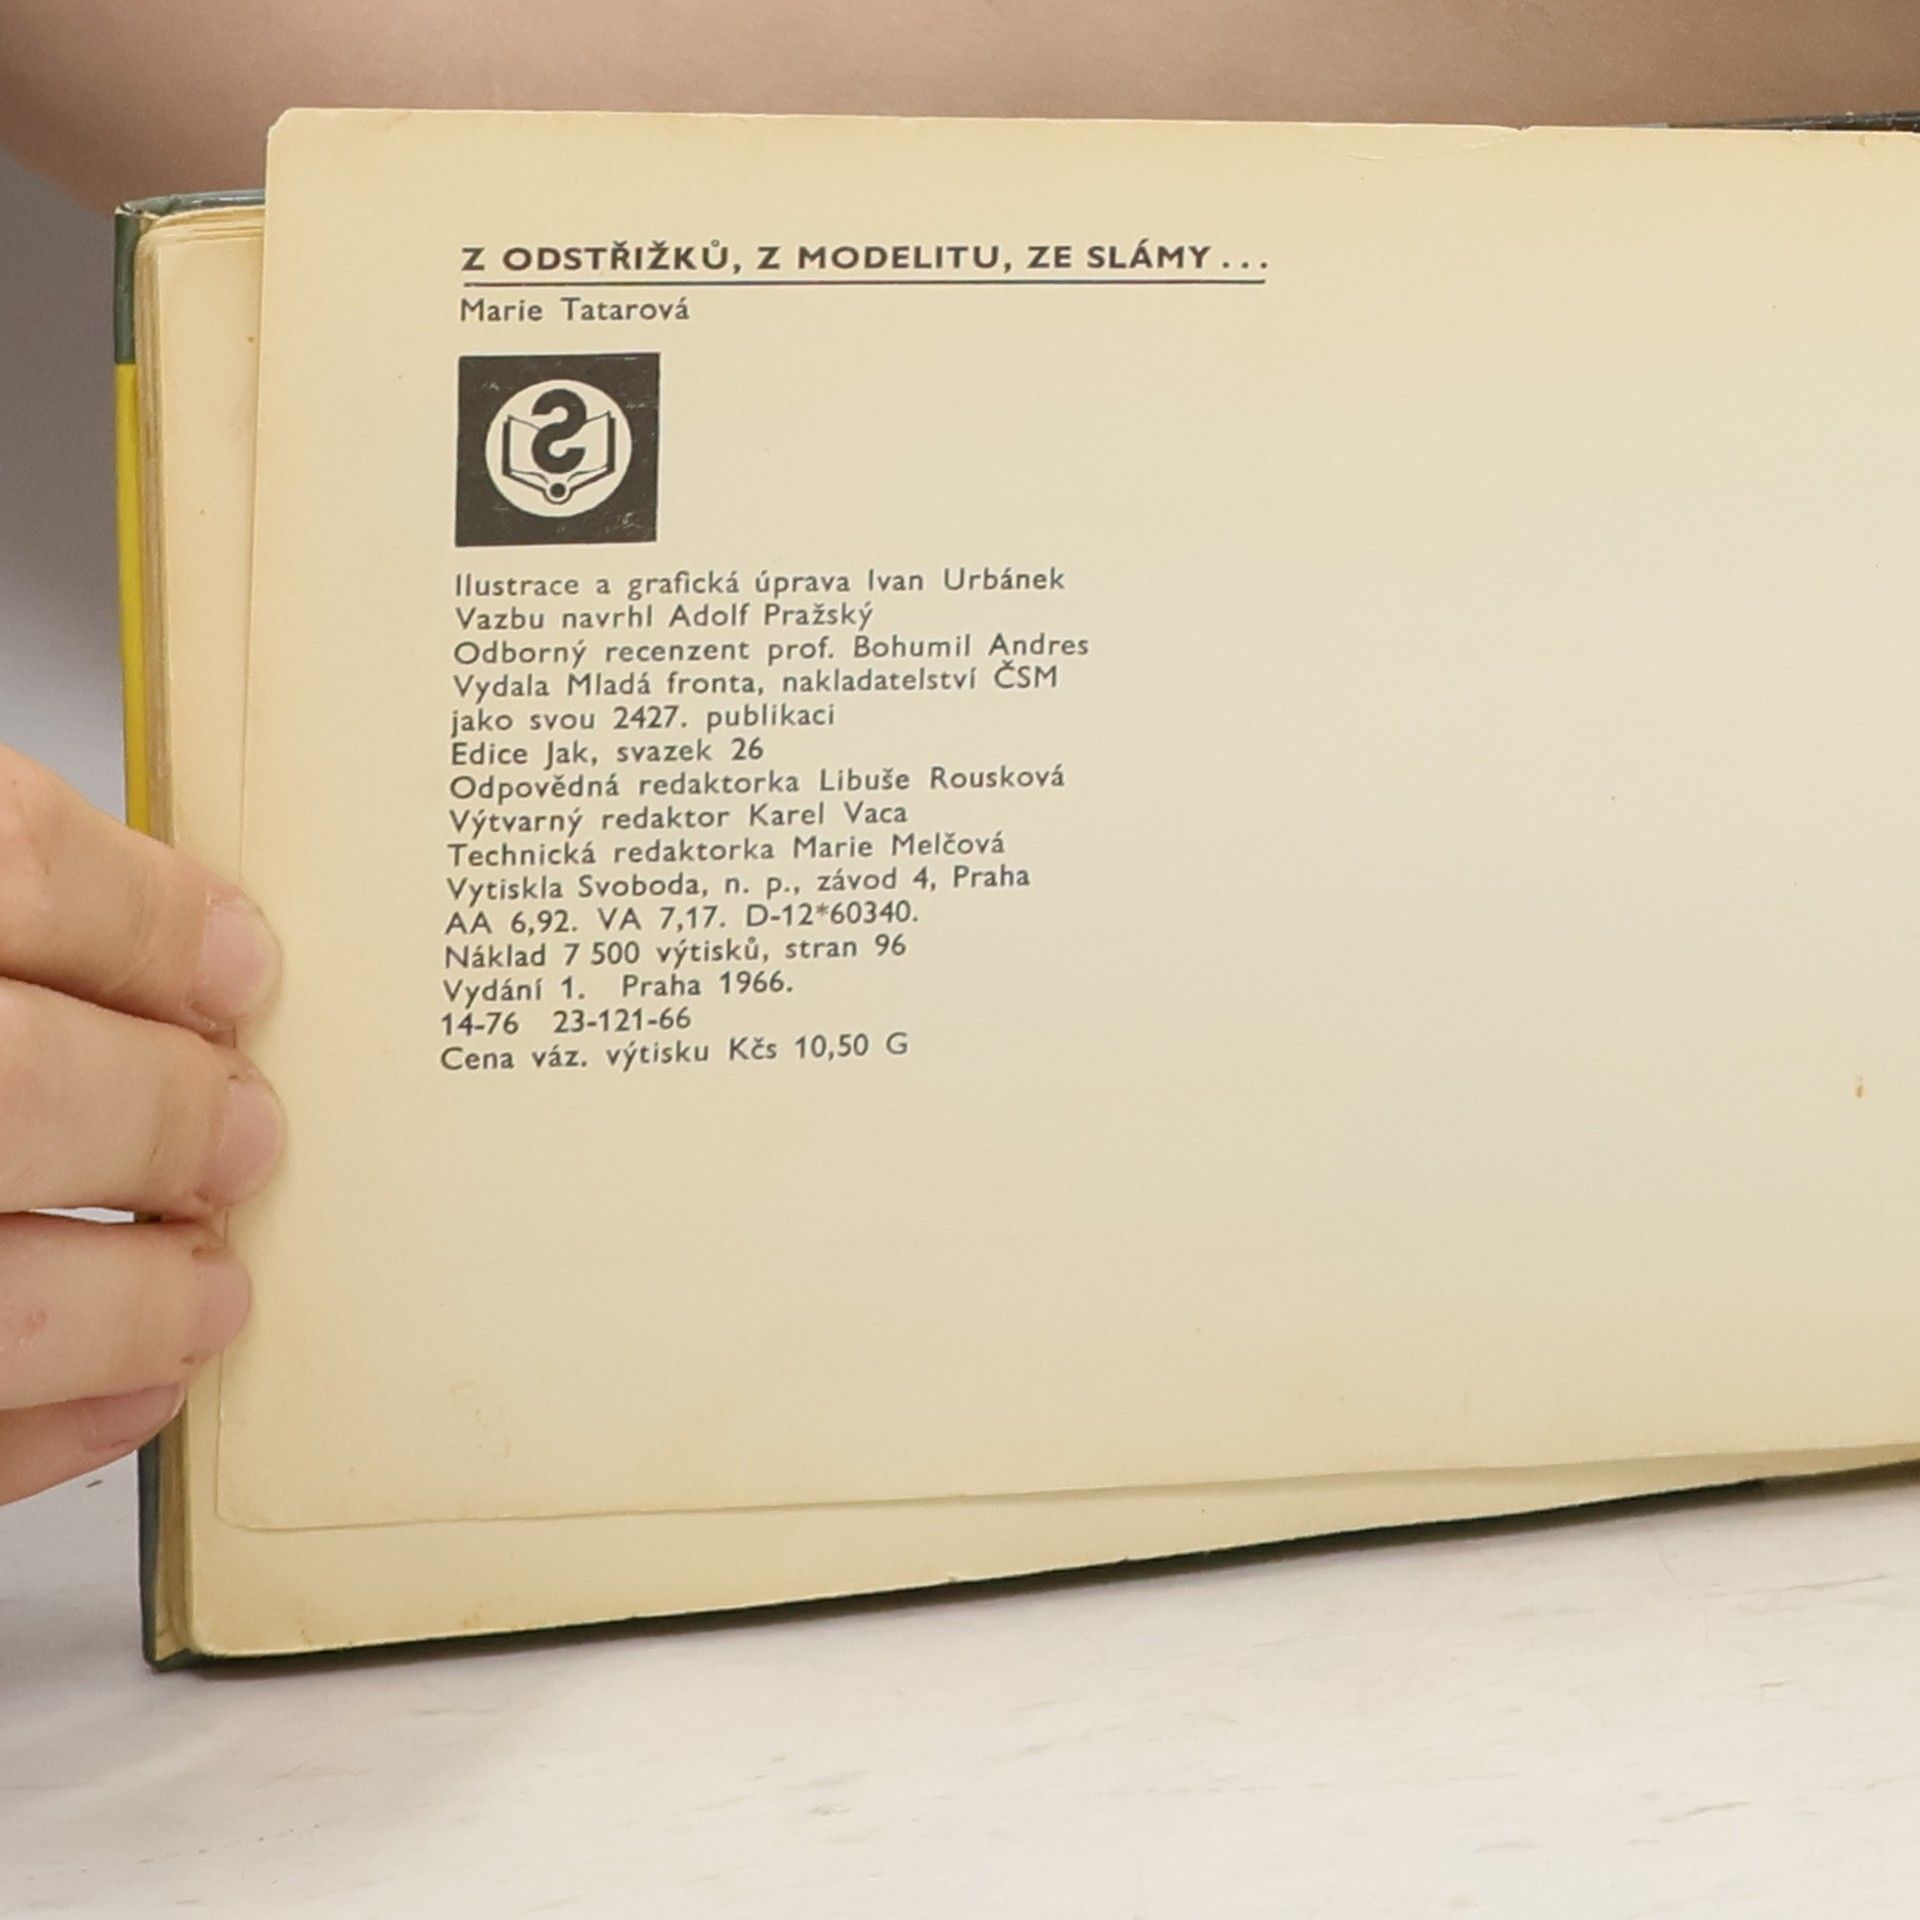 Z ODSTŘIŽKŮ, Z MODELITU, ZE SLÁMY...
Marie Tatarová
Ilustrace a grafická úprava Ivan Urbánek
Vazbu navrhl Adolf Pražský
Odborný recenzent prof. Bohumil Andres
Vydala Mladá fronta, nakladatelství ČSM
jako svou 2427. publikaci
Edice Jak, svazek 26
Odpovědná redaktorka Libuše Rousková
Výtvarný redaktor Karel Vaca
Technická redaktorka Marie Melčová
Vytiskla Svoboda, n. p., závod 4, Praha
AA 6,92. VA 7,17. D-12*60340.
Náklad 7 500 výtisků, stran 96
Vydání 1. Praha 1966.
14-76 23-121-66
Cena váz. výtisku Kčs 10,50 G